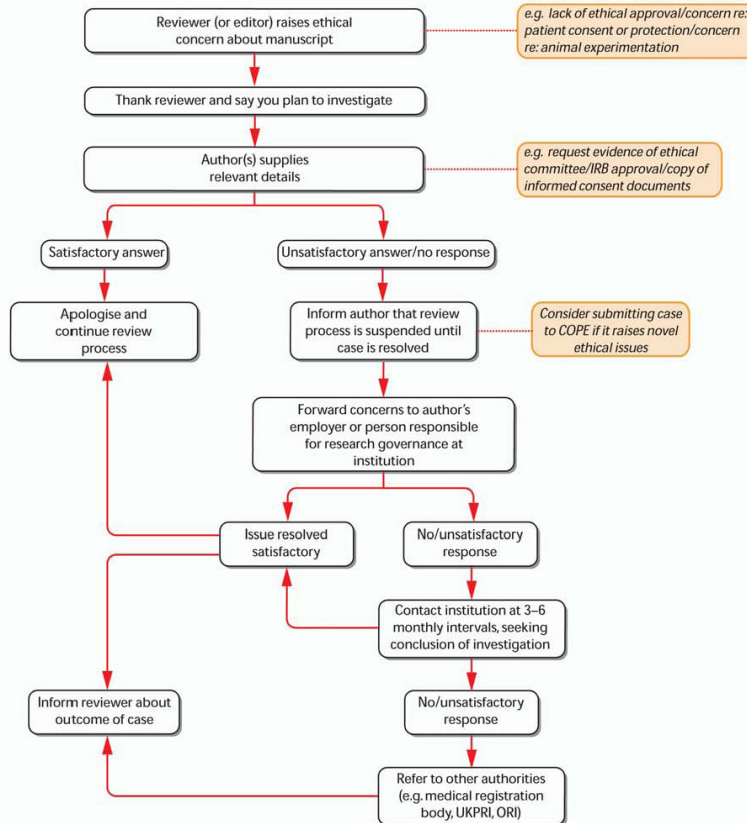 Reviewer (or editor) raises ethical
concern about manuscript
e.g. lack of ethical approval/concern re:
patient consent or protection/concern
re: animal experimentation
Thank reviewer and say you plan to investigate
Author(s) supplies
relevant details
e.g. request evidence of ethical
committee/IRB approval/copy of
informed consent documents
Satisfactory answer
Unsatisfactory answer/no response
Apologise and
continue review
process
Inform author that review
process is suspended until
case is resolved
Consider submitting case
to COPE if it raises novel
ethical issues
Forward concerns to author's
employer or person responsible
for research governance at
institution
Issue resolved
satisfactory
No/unsatisfactory
response
Contact institution at 3–6
monthly intervals, seeking
conclusion of investigation
Inform reviewer about
outcome of case
No/unsatisfactory
response
Refer to other authorities
(e.g. medical registration
body, UKPRI, ORI)